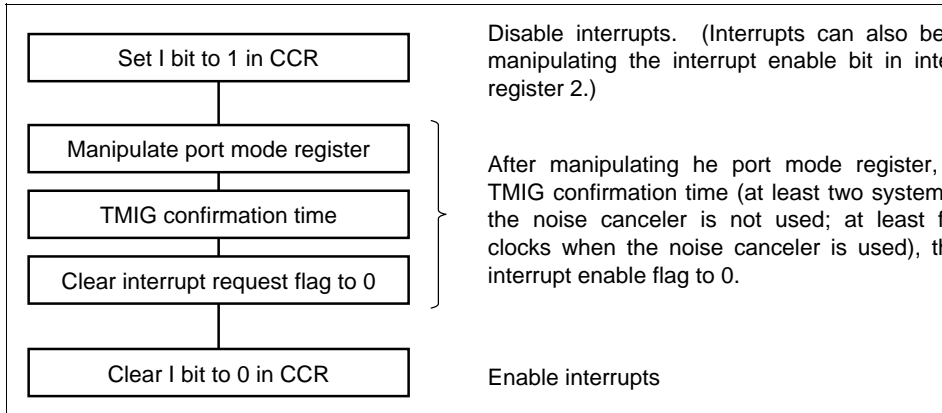 Set I bit to 1 in CCR
Disable interrupts. (Interrupts can also be
manipulating the interrupt enable bit in
register 2.)
Manipulate port mode register
TMIG confirmation time
Clear interrupt request flag to 0
After manipulating he port mode register,
TMIG confirmation time (at least two system
the noise canceler is not used; at least
clocks when the noise canceler is used),
interrupt enable flag to 0.
Clear I bit to 0 in CCR
Enable interrupts